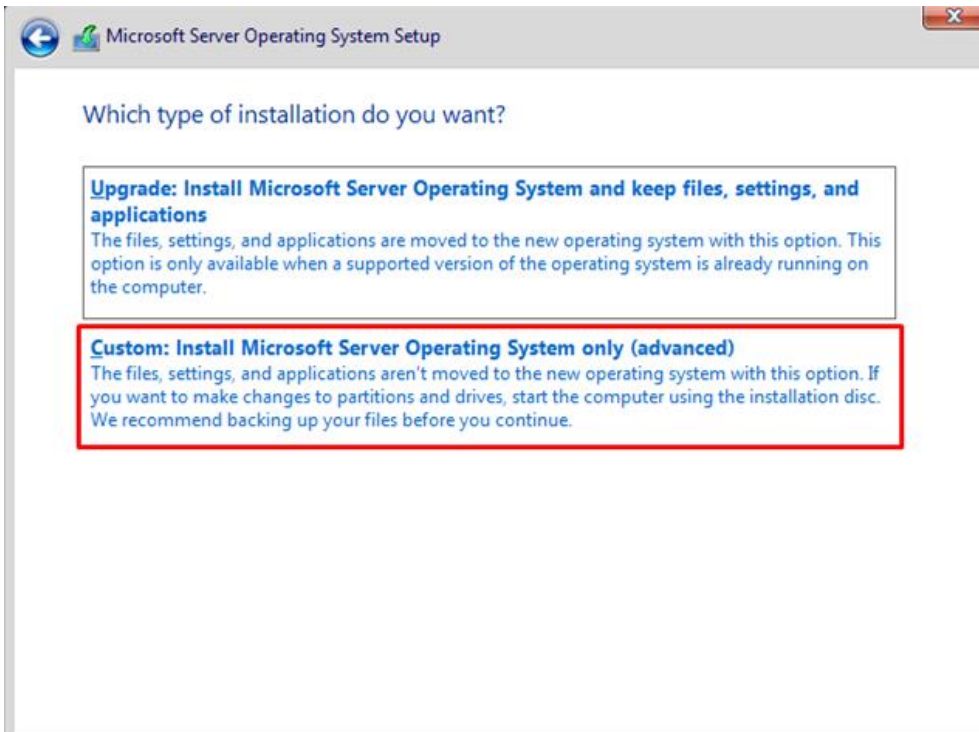 Microsoft Server Operating System Setup
Which type of installation do you want?
Upgrade: Install Microsoft Server Operating System and keep files, settings, and
applications
The files, settings, and applications are moved to the new operating system with this option. This
option is only available when a supported version of the operating system is already running on
the computer.
Custom: Install Microsoft Server Operating System only (advanced)
The files, settings, and applications aren't moved to the new operating system with this option. If
you want to make changes to partitions and drives, start the computer using the installation disc.
We recommend backing up your files before you continue.